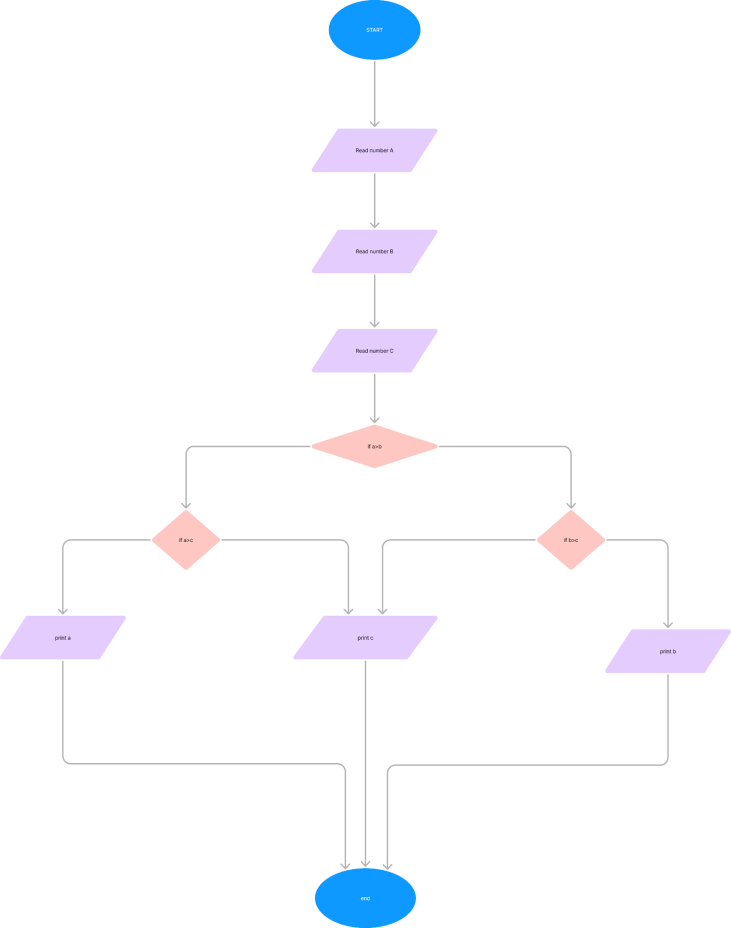 START
Read number A
Read number B
Read number C
if a>b
if a>c
if b>c
print a
print c
print b
end